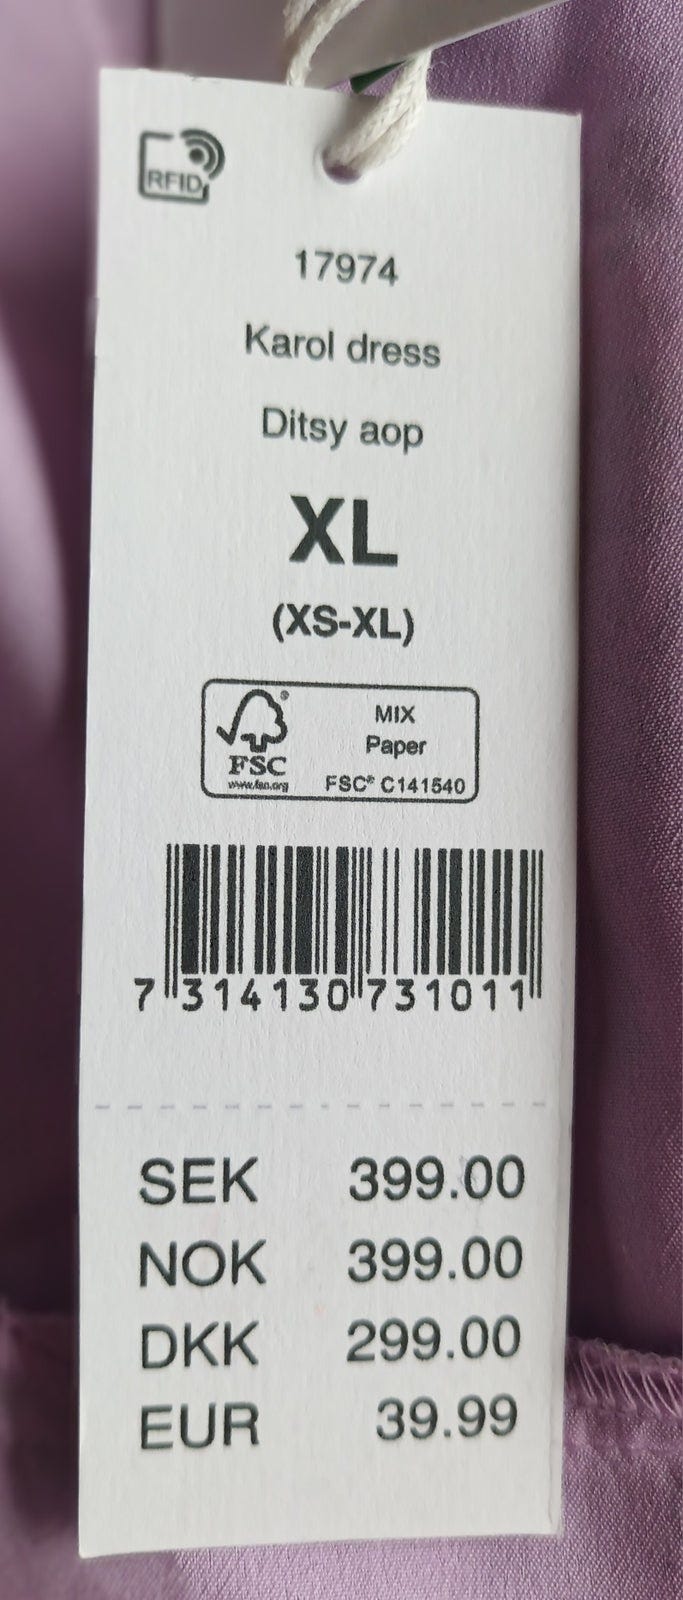 RFID
17974
Karol dress
Ditsy aop
XL
(XS-XL)
®
MIX
Paper
FSC
www.fsc.org
FSC® C141540
7 314130 731011
SEK 399.00
NOK 399.00
DKK 299.00
EUR 39.99